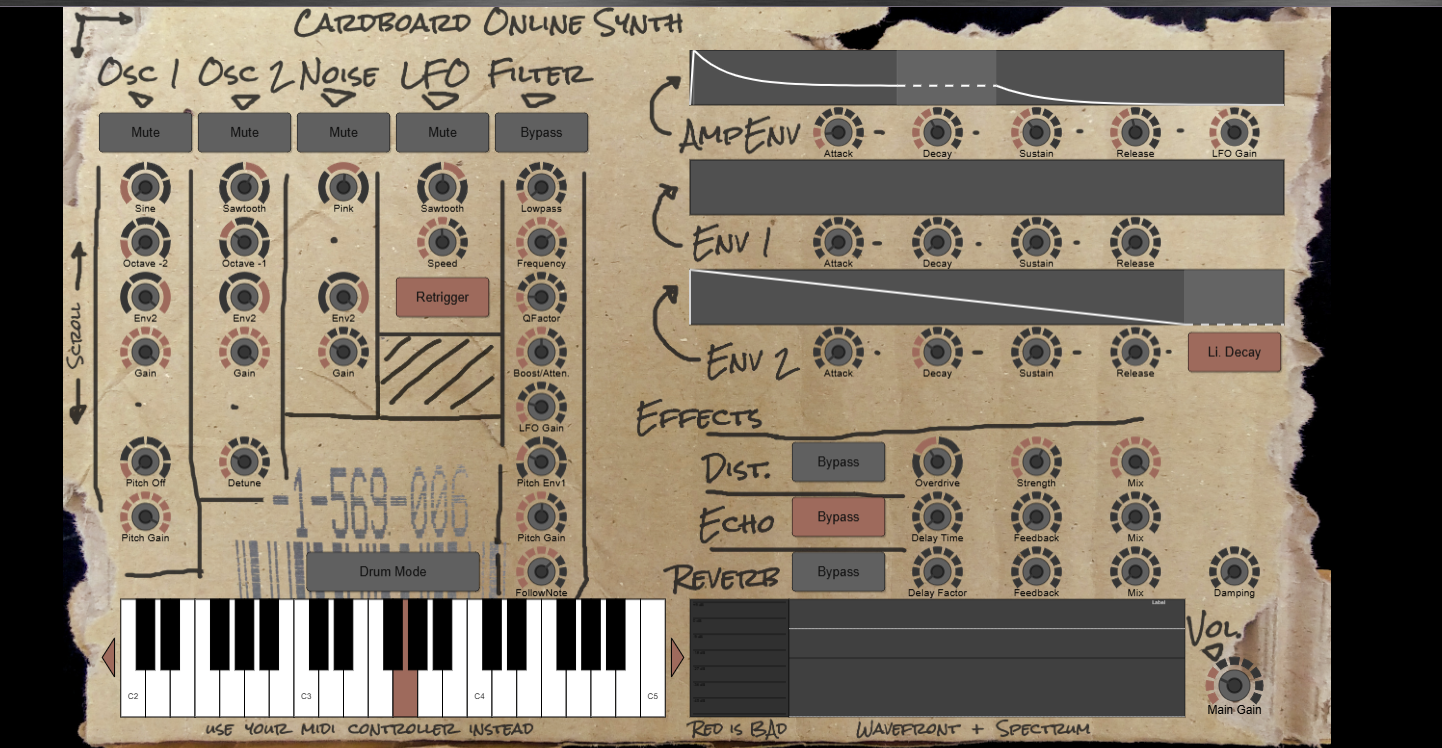 CARDBOARD ONLINE SYNTH
OSC 1 OSC 2 NOISE LFO FILTER
Mute Mute Mute Mute Bypass
Sine Sawtooth Pink Sawtooth Lowpass
Octave -2 Octave -1 Speed Frequency
Env2 Env2 Env2 Retrigger QFactor
Gain Gain Gain Boost/Atten.
LFO Gain
Pitch Off Detune Pitch Env1
Pitch Gain Pitch Gain
SCROLL
-1-569-006
Drum Mode
FollowNote
C2 C3 C4 C5
USE YOUR MIDI CONTROLLER INSTEAD
AMPENV
Attack Decay Sustain Release LFO Gain
ENV 1
Attack Decay Sustain Release
ENV 2
Attack Decay Sustain Release
Li. Decay
EFFECTS
DIST. Bypass Overdrive Strength Mix
ECHO Bypass Delay Time Feedback Mix
REVERB Bypass Delay Factor Feedback Mix Damping
Label
VOL.
Main Gain
RED IS BAD WAVEFRONT + SPECTRUM